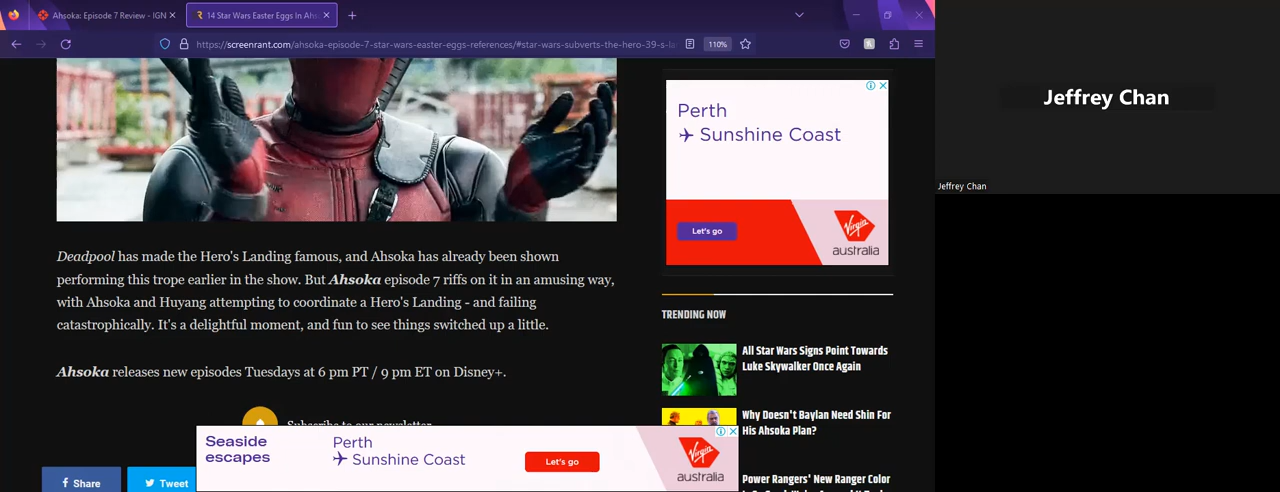 Ahsoka: Episode 7 Review - IGN
14 Star Wars Easter Eggs In Ahs
https://screenrant.com/ahsoka-episode-7-star-wars-easter-eggs-references/#star-wars-subverts-the-hero-39-s-la
110%
Deadpool has made the Hero's Landing famous, and Ahsoka has already been shown
performing this trope earlier in the show. But Ahsoka episode 7 riffs on it in an amusing way,
with Ahsoka and Huyang attempting to coordinate a Hero's Landing - and failing
catastrophically. It's a delightful moment, and fun to see things switched up a little.
Ahsoka releases new episodes Tuesdays at 6 pm PT / 9 pm ET on Disney+.
Subscribe to our newsletter
Share
Tweet
Seaside
escapes
Perth
Sunshine Coast
Let's go
Virgin
australia
Perth
Sunshine Coast
Let's go
Virgin
australia
TRENDING NOW
All Star Wars Signs Point Towards
Luke Skywalker Once Again
Why Doesn't Baylan Need Shin For
His Ahsoka Plan?
Power Rangers' New Ranger Color
Jeffrey Chan
Jeffrey Chan